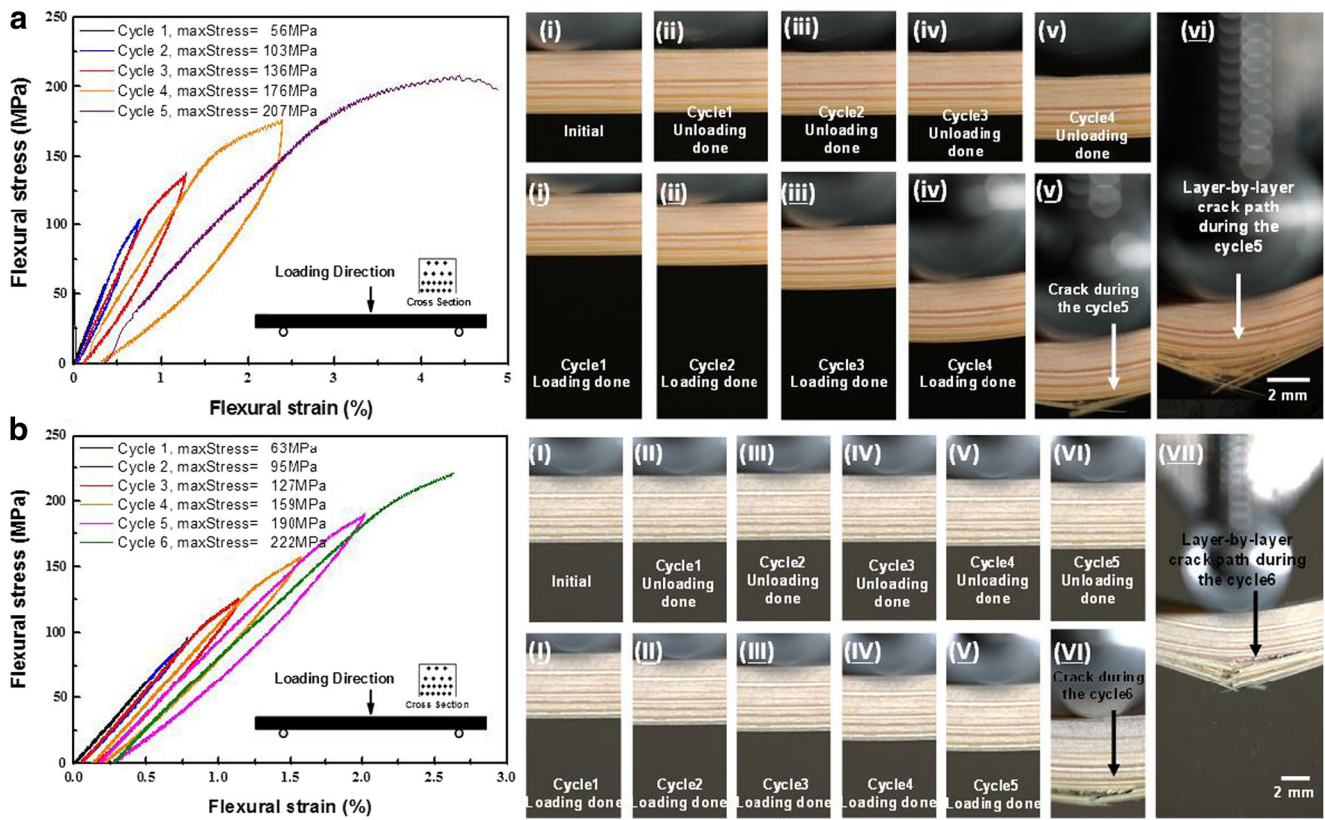 a
250
200
150
100
50
0
Flexural stress (MPa)
Cycle 1, maxStress= 56MPa
Cycle 2, maxStress= 103MPa
Cycle 3, maxStress= 136MPa
Cycle 4, maxStress= 176MPa
Cycle 5, maxStress= 207MPa
Loading Direction
Cross Section
0 1 2 3 4 5
Flexural strain (%)
(i)
Initial
(ii)
Cycle1
Unloading
done
(iii)
Cycle2
Unloading
done
(iv)
Cycle3
Unloading
done
(v)
Cycle4
Unloading
done
(vi)
Layer-by-layer
crack path
during the
cycle5
2 mm
(i)
Cycle1
Loading done
(ii)
Cycle2
Loading done
(iii)
Cycle3
Loading done
(iv)
Cycle4
Loading done
(v)
Crack during
the cycle5
b
250
200
150
100
50
0
Flexural stress (MPa)
Cycle 1, maxStress= 63MPa
Cycle 2, maxStress= 95MPa
Cycle 3, maxStress= 127MPa
Cycle 4, maxStress= 159MPa
Cycle 5, maxStress= 190MPa
Cycle 6, maxStress= 222MPa
Loading Direction
Cross Section
0.0 0.5 1.0 1.5 2.0 2.5 3.0
Flexural strain (%)
(I)
Initial
(II)
Cycle1
Unloading
done
(III)
Cycle2
Unloading
done
(IV)
Cycle3
Unloading
done
(V)
Cycle4
Unloading
done
(VI)
Cycle5
Unloading
done
(VII)
Layer-by-layer
crack path during
the cycle6
2 mm
(I)
Cycle1
Loading done
(II)
Cycle2
Loading done
(III)
Cycle3
Loading done
(IV)
Cycle4
Loading done
(V)
Cycle5
Loading done
(VI)
Crack during
the cycle6